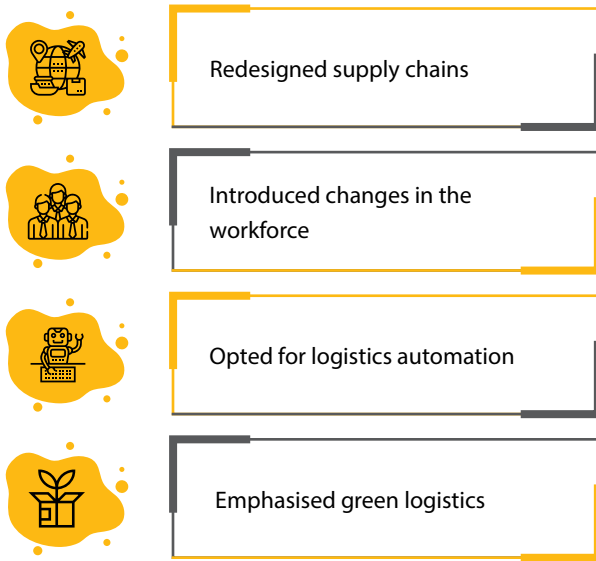 Redesigned supply chains
Introduced changes in the
workforce
Opted for logistics automation
Emphasised green logistics